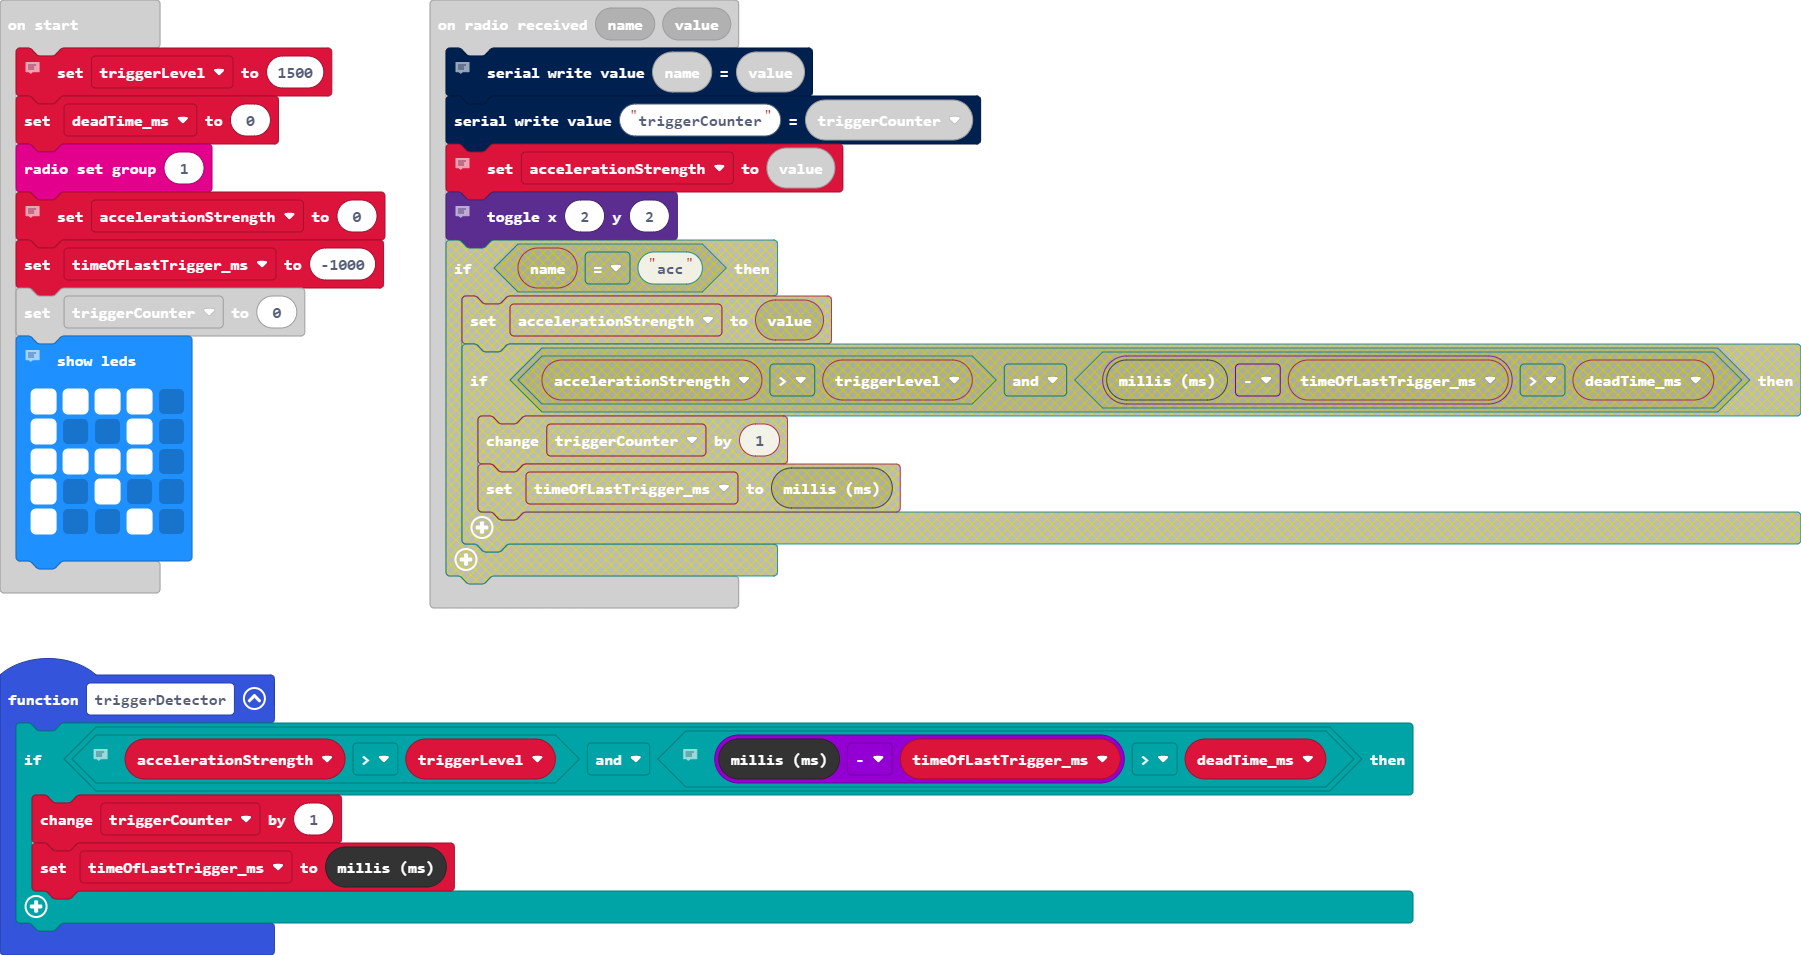 on start
set triggerLevel to 1500
set deadTime_ms to 0
radio set group 1
set accelerationStrength to 0
set timeOfLastTrigger_ms to -1000
set triggerCounter to 0
show leds
on radio received name value
serial write value name = value
serial write value "triggerCounter" = triggerCounter
set accelerationStrength to value
toggle x 2 y 2
if name = "acc" then
set accelerationStrength to value
if accelerationStrength > triggerLevel and millis (ms) - timeOfLastTrigger_ms > deadTime_ms then
change triggerCounter by 1
set timeOfLastTrigger_ms to millis (ms)
function triggerDetector
if accelerationStrength > triggerLevel and millis (ms) - timeOfLastTrigger_ms > deadTime_ms then
change triggerCounter by 1
set timeOfLastTrigger_ms to millis (ms)